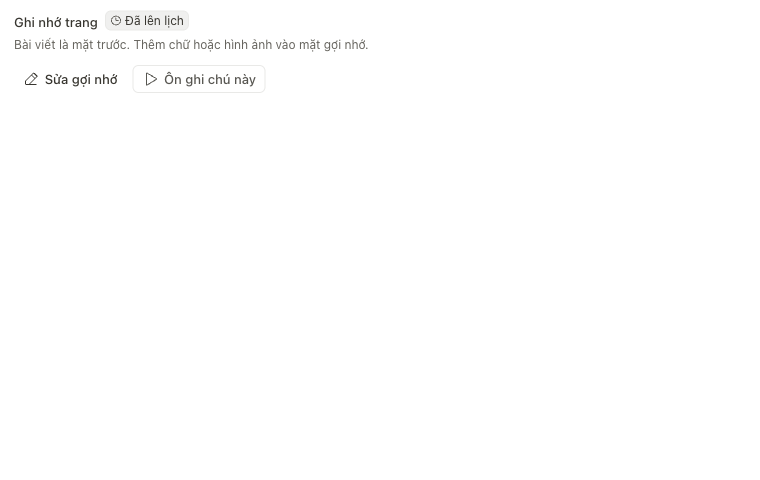 Ghi nhớ trang Đã lên lịch
Bài viết là mặt trước. Thêm chữ hoặc hình ảnh vào mặt gợi nhớ.
Sửa gợi nhớ Ôn ghi chú này